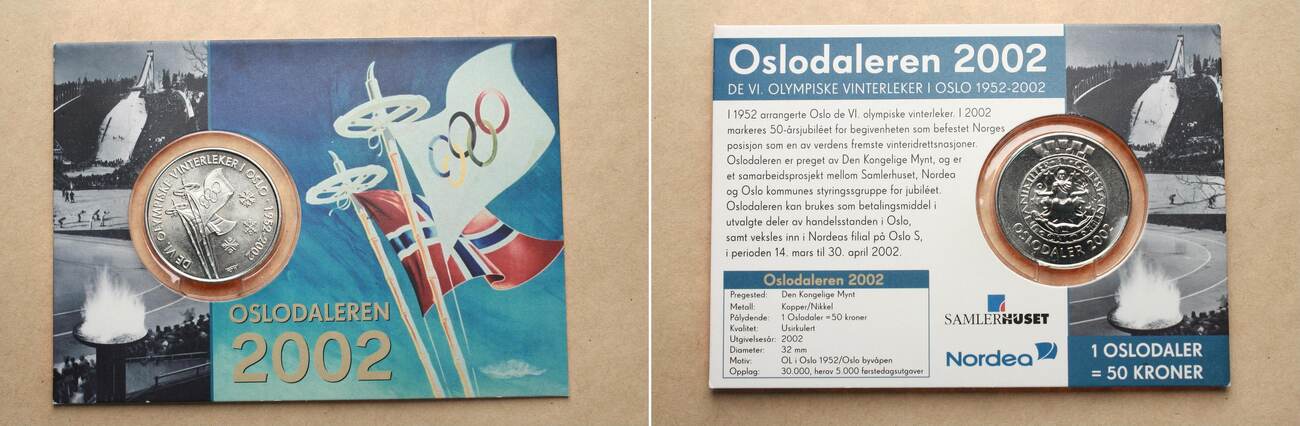 DE VI. OLYMPISKE VINTERLEKER I OSLO · 1952-2002
OSLODALEREN
2002
Oslodaleren 2002
DE VI. OLYMPISKE VINTERLEKER I OSLO 1952-2002
I 1952 arrangerte Oslo de VI. olympiske vinterleker. I 2002
markeres 50-årsjubiléet for begivenheten som befestet Norges
posisjon som en av verdens fremste vinteridrettsnasjoner.
Oslodaleren er preget av Den Kongelige Mynt, og er
et samarbeidsprosjekt mellom Samlerhuset, Nordea
og Oslo kommunes styringssgruppe for jubiléet.
Oslodaleren kan brukes som betalingsmiddel i
utvalgte deler av handelsstanden i Oslo,
samt veksles inn i Nordeas filial på Oslo S,
i perioden 14. mars til 30. april 2002.
Oslodaleren 2002
Pregested: Den Kongelige Mynt
Metall: Kopper/Nikkel
Pålydende: 1 Oslodaler = 50 kroner
Kvalitet: Usirkulert
Utgivelsesår: 2002
Diameter: 32 mm
Motiv: OL i Oslo 1952/Oslo byvåpen
Opplag: 30.000, herav 5.000 førstedagsutgaver
OSLODALER 2002
SAMLERHUSET
Nordea
1 OSLODALER
= 50 KRONER